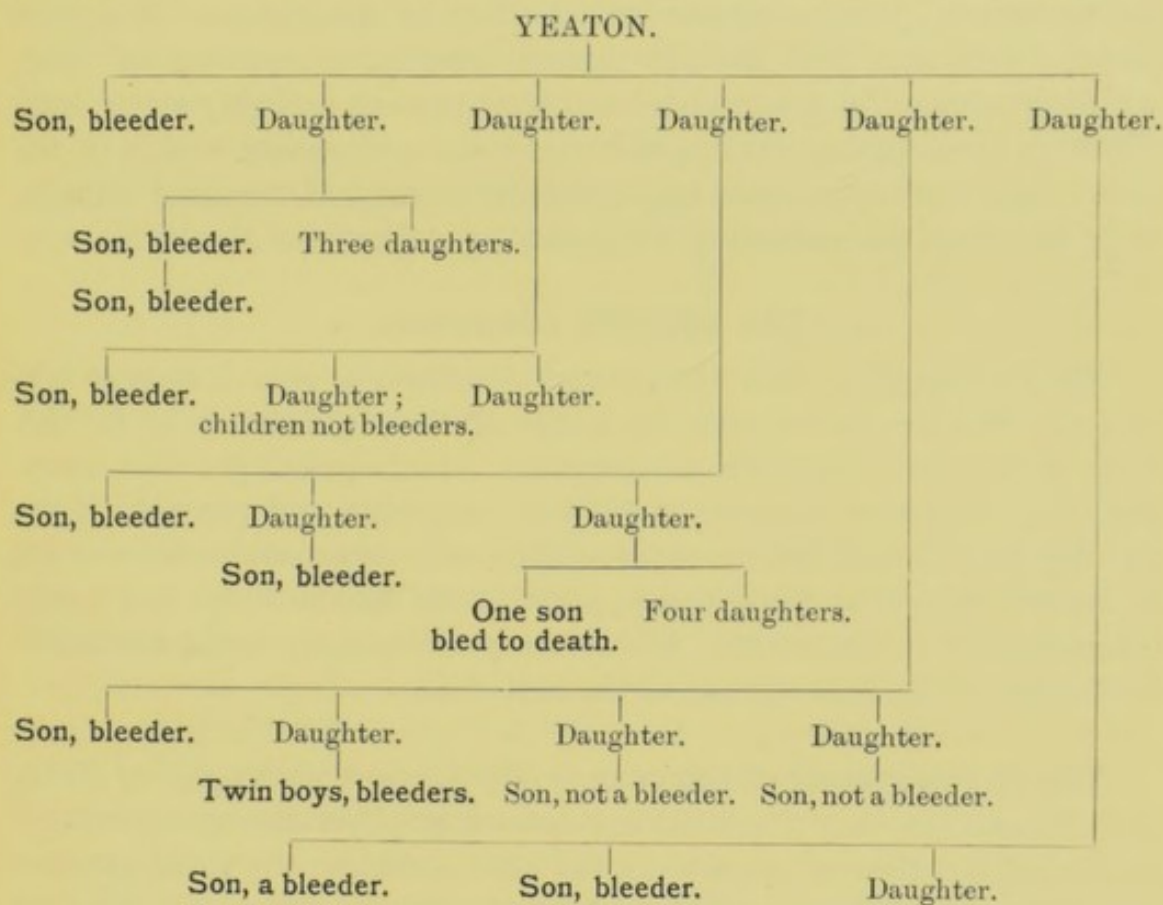 YEATON.
Son, bleeder. Daughter. Daughter. Daughter. Daughter. Daughter.
Son, bleeder. Three daughters.
Son, bleeder.
Son, bleeder. Daughter; Daughter.
children not bleeders.
Son, bleeder. Daughter. Daughter.
Son, bleeder.
One son Four daughters.
bled to death.
Son, bleeder. Daughter. Daughter. Daughter.
Twin boys, bleeders. Son, not a bleeder. Son, not a bleeder.
Son, a bleeder. Son, bleeder. Daughter.